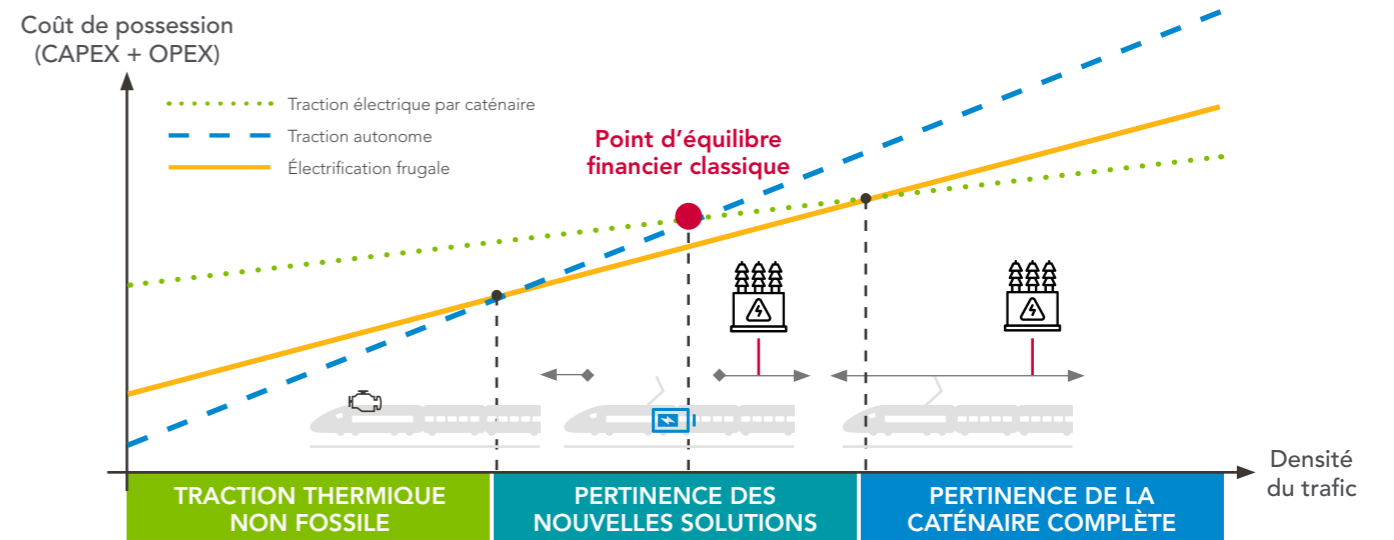 Coût de possession
(CAPEX + OPEX)
Traction électrique par caténaire
Traction autonome
Électrification frugale
Point d’équilibre
financier classique
Densité
du trafic
TRACTION THERMIQUE
NON FOSSILE
PERTINENCE DES
NOUVELLES SOLUTIONS
PERTINENCE DE LA
CATÉNAIRE COMPLÈTE